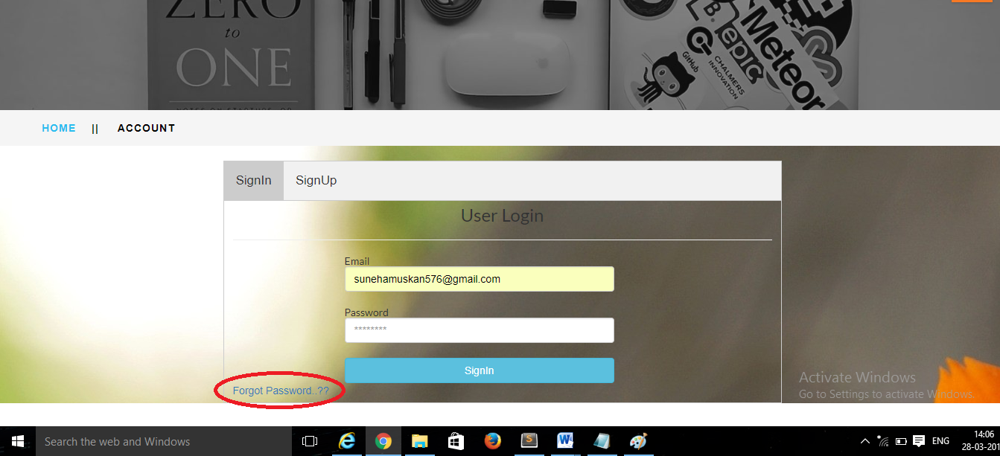 ZERO
to
ONE
B.
epic
Meteor
GitHub
CHALMERS
INNOVATION
HOME || ACCOUNT
SignIn SignUp
User Login
Email
sunehamuskan576@gmail.com
Password
********
SignIn
Forgot Password..??
Activate Windows
Go to Settings to activate Windows.
Search the web and Windows
S
W
ENG
14:06
28-03-201